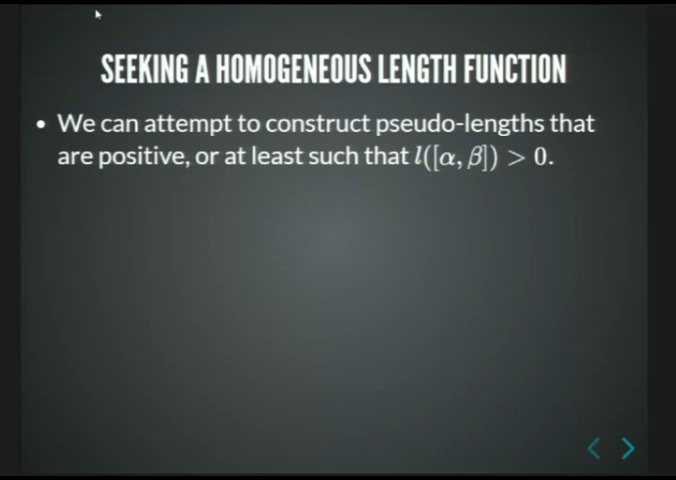 SEEKING A HOMOGENEOUS LENGTH FUNCTION
• We can attempt to construct pseudo-lengths that
are positive, or at least such that l([α, β]) > 0.